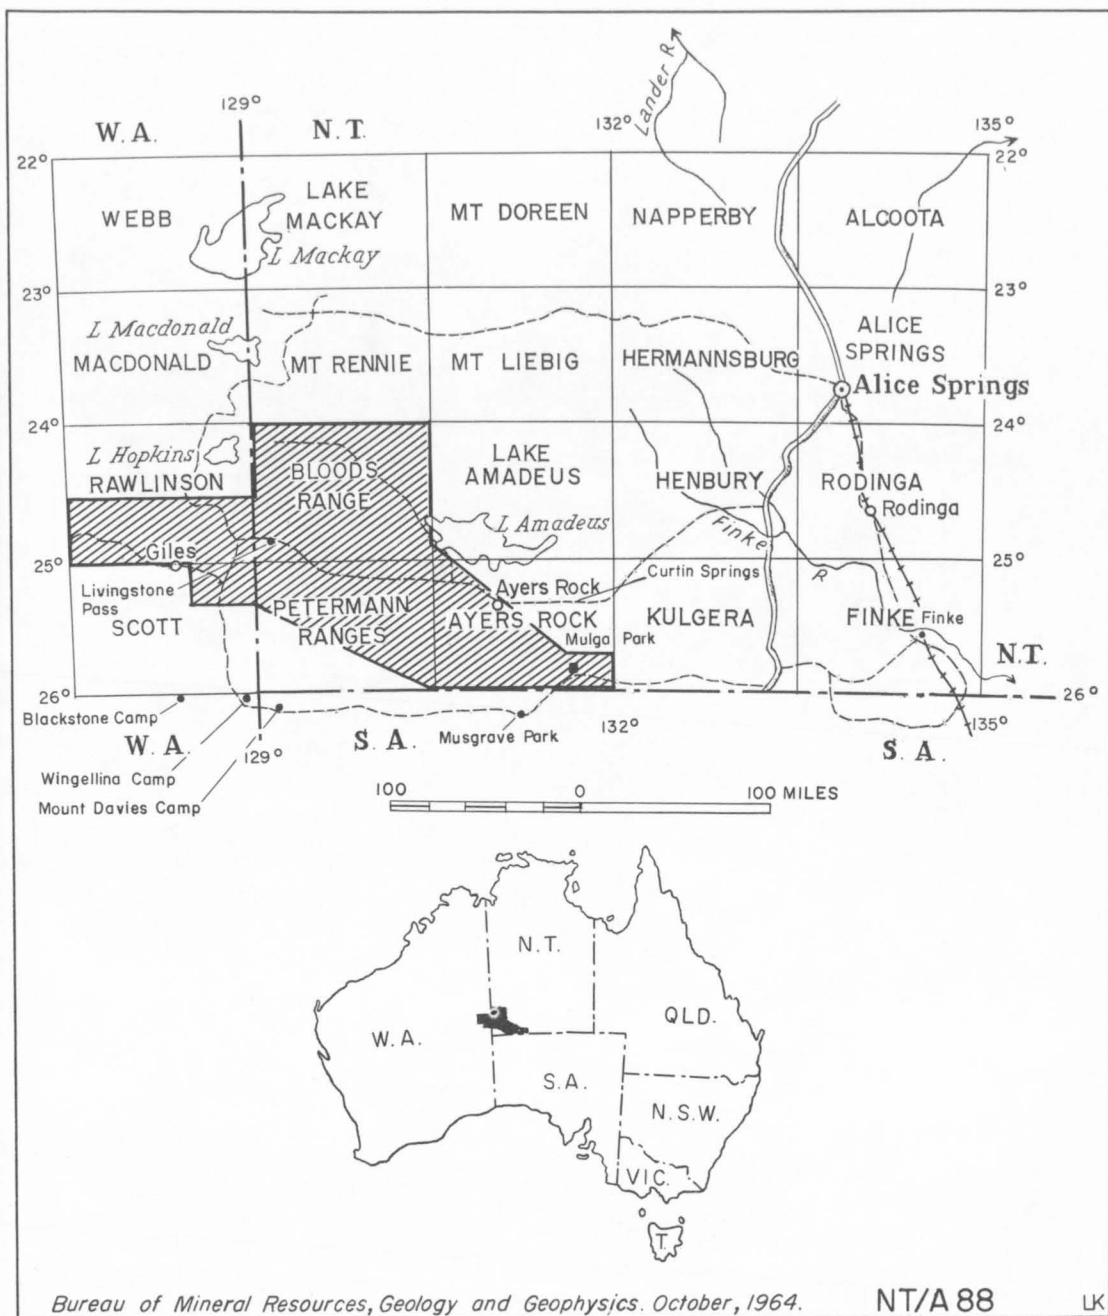 129°
132°
135°
W. A.
N. T.
Lander R
22°
22°
WEBB
LAKE
MACKAY
L Mackay
MT DOREEN
NAPPERBY
ALCOOTA
23°
23°
L Macdonald
MACDONALD
MT RENNIE
MT LIEBIG
HERMANNSBURG
ALICE
SPRINGS
Alice Springs
24°
24°
L Hopkins
RAWLINSON
BLOODS
RANGE
LAKE
AMADEUS
L Amadeus
HENBURY
Finke
R
RODINGA
Rodinga
25°
25°
Giles
Livingstone
Pass
SCOTT
PETERMANN
RANGES
Ayers Rock
AYERS ROCK
Curtin Springs
Mulga Park
KULGERA
FINKE
Finke
N.T.
26°
26°
Blackstone Camp
W. A.
129°
S. A.
Musgrave Park
132°
S. A.
135°
Wingellina Camp
Mount Davies Camp
100 0 100 MILES
N.T.
W. A.
QLD.
S.A.
N.S.W.
VIC.
T.
Bureau of Mineral Resources, Geology and Geophysics. October, 1964.
NT/A 88
LK